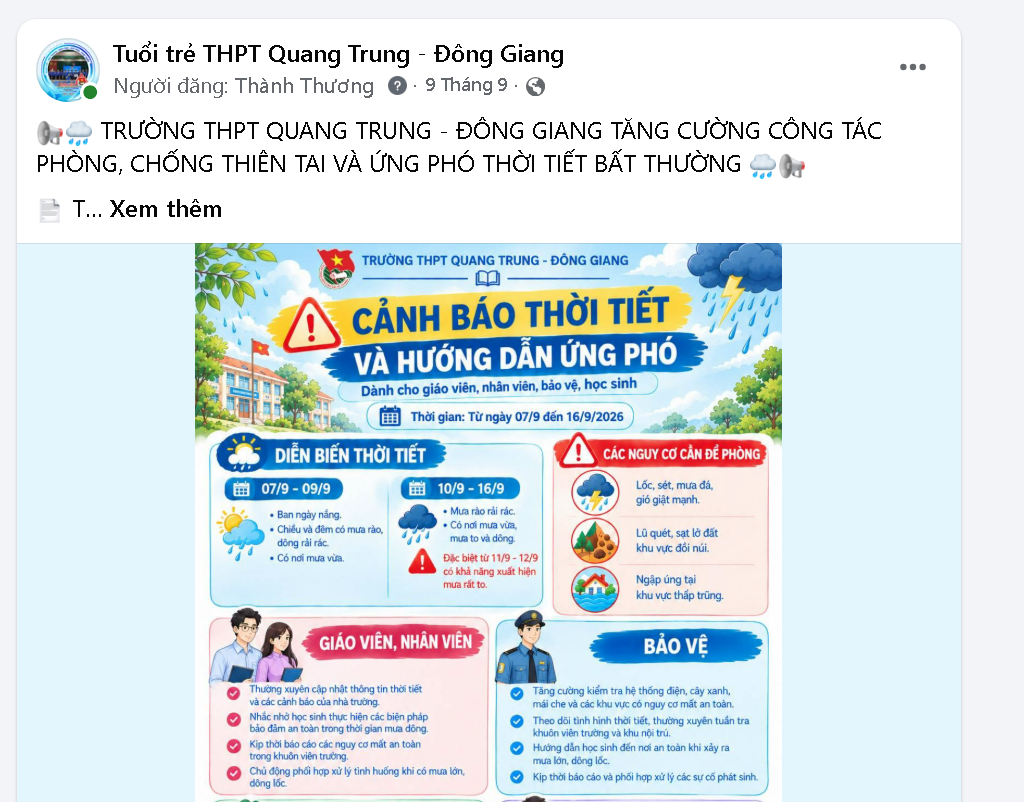 Tuổi trẻ THPT Quang Trung - Đông Giang
Người đăng: Thành Thương · 9 Tháng 9 ·
TRƯỜNG THPT QUANG TRUNG - ĐÔNG GIANG TĂNG CƯỜNG CÔNG TÁC
PHÒNG, CHỐNG THIÊN TAI VÀ ỨNG PHÓ THỜI TIẾT BẤT THƯỜNG
T... Xem thêm
TRƯỜNG THPT QUANG TRUNG - ĐÔNG GIANG
CẢNH BÁO THỜI TIẾT
VÀ HƯỚNG DẪN ỨNG PHÓ
Dành cho giáo viên, nhân viên, bảo vệ, học sinh
Thời gian: Từ ngày 07/9 đến 16/9/2026
DIỄN BIẾN THỜI TIẾT
07/9 - 09/9
• Ban ngày nắng.
• Chiều và đêm có mưa rào,
dông rải rác.
• Có nơi mưa vừa.
10/9 - 16/9
• Mưa rào rải rác.
• Có nơi mưa vừa,
mưa to và dông.
Đặc biệt từ 11/9 - 12/9
có khả năng xuất hiện
mưa rất to.
CÁC NGUY CƠ CẦN ĐỀ PHÒNG
Lốc, sét, mưa đá,
gió giật mạnh.
Lũ quét, sạt lở đất
khu vực đồi núi.
Ngập úng tại
khu vực thấp trũng.
GIÁO VIÊN, NHÂN VIÊN
Thường xuyên cập nhật thông tin thời tiết
và các cảnh báo của nhà trường.
Nhắc nhở học sinh thực hiện các biện pháp
bảo đảm an toàn trong thời gian mưa dông.
Kịp thời báo cáo các nguy cơ mất an toàn
trong khuôn viên trường.
Chủ động phối hợp xử lý tình huống khi có mưa lớn,
dông lốc.
BẢO VỆ
Tăng cường kiểm tra hệ thống điện, cây xanh,
mái che và các khu vực có nguy cơ mất an toàn.
Theo dõi tình hình thời tiết, thường xuyên tuần tra
khuôn viên trường và khu nội trú.
Hướng dẫn học sinh đến nơi an toàn khi xảy ra
mưa lớn, dông lốc.
Kịp thời báo cáo và phối hợp xử lý các sự cố phát sinh.